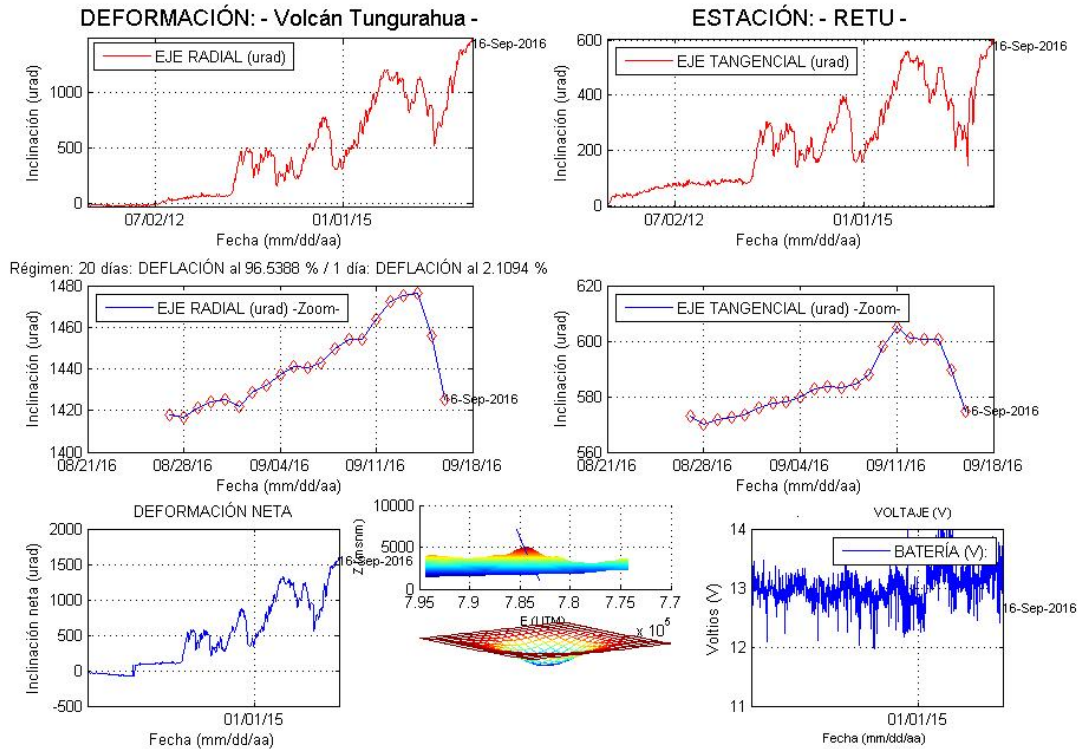 DEFORMACIÓN: - Volcán Tungurahua -
ESTACIÓN: - RETU -
EJE RADIAL (urad)
16-Sep-2016
Inclinación (urad)
1000
500
0
07/02/12
01/01/15
Fecha (mm/dd/aa)
EJE TANGENCIAL (urad)
16-Sep-2016
Inclinación (urad)
600
400
200
0
07/02/12
01/01/15
Fecha (mm/dd/aa)
Régimen: 20 días: DEFLACIÓN al 96.5388 % / 1 día: DEFLACIÓN al 2.1094 %
EJE RADIAL (urad) -Zoom-
16-Sep-2016
Inclinación (urad)
1480
1460
1440
1420
1400
08/21/16
08/28/16
09/04/16
09/11/16
09/18/16
Fecha (mm/dd/aa)
EJE TANGENCIAL (urad) -Zoom-
16-Sep-2016
Inclinación (urad)
620
600
580
560
08/21/16
08/28/16
09/04/16
09/11/16
09/18/16
Fecha (mm/dd/aa)
DEFORMACIÓN NETA
16-Sep-2016
Inclinación neta (urad)
2000
1500
1000
500
0
-500
01/01/15
Fecha (mm/dd/aa)
Z (msnm)
10000
5000
0
7.95
7.9
7.85
7.8
7.75
7.7
E (UTM)
x 10^5
VOLTAJE (V)
BATERÍA (V):
16-Sep-2016
Voltios (V)
14
13
12
11
01/01/15
Fecha (mm/dd/aa)